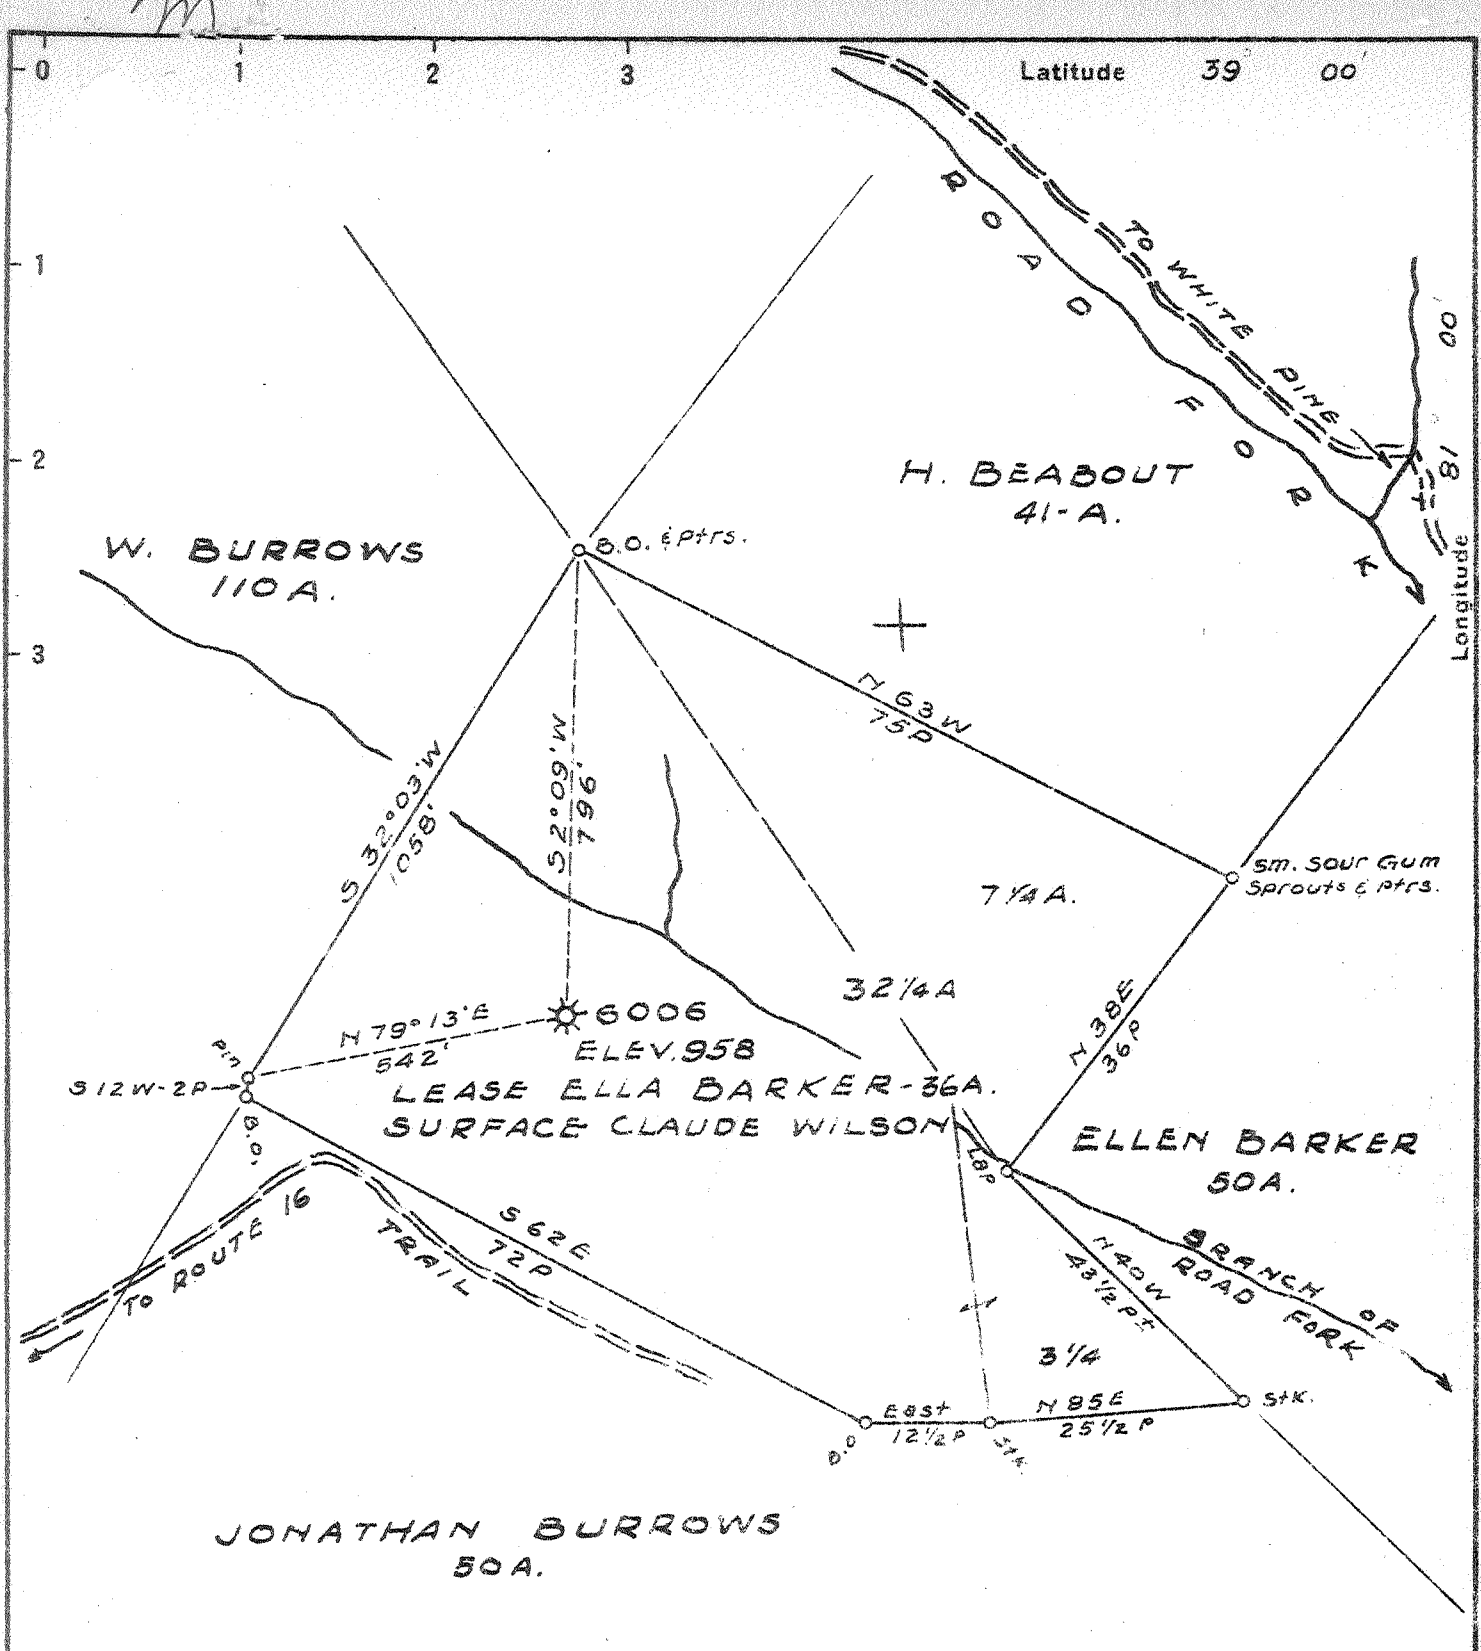 0 1 2 3 Latitude 39 00'
1
2
3
Longitude 81 00'
ROAD FORK
TO WHITE PINE
H. BEABOUT
41-A.
W. BURROWS
110 A.
B.O. & Ptrs.
N 63 W
75 P
S 32°03' W
1058'
S 2°09' W
796'
Sm. Sour Gum
Sprouts & Ptrs.
7 1/4 A.
32 1/4 A
N 38 E
36 P
6006
ELEV. 958
N 79°13' E
542'
Pin
S 12 W - 2 P
B.O.
LEASE ELLA BARKER - 36 A.
SURFACE CLAUDE WILSON
Lap
ELLEN BARKER
50 A.
TO ROUTE 16
TRAIL
S 62 E
72 P
N 40 W
43 1/2 P±
BRANCH OF
ROAD FORK
3 1/4
B.O
East
12 1/2 P
Stk.
N 85 E
25 1/2 P
Stk.
JONATHAN BURROWS
50 A.